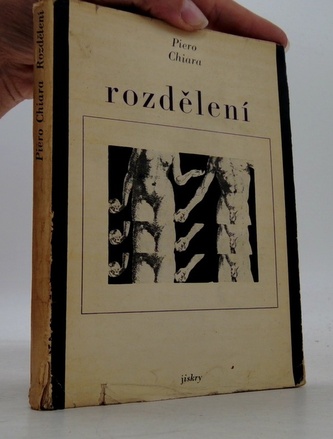 Piero
Chiara
rozdělení
jiskry
Piero Chiara Rozdělení